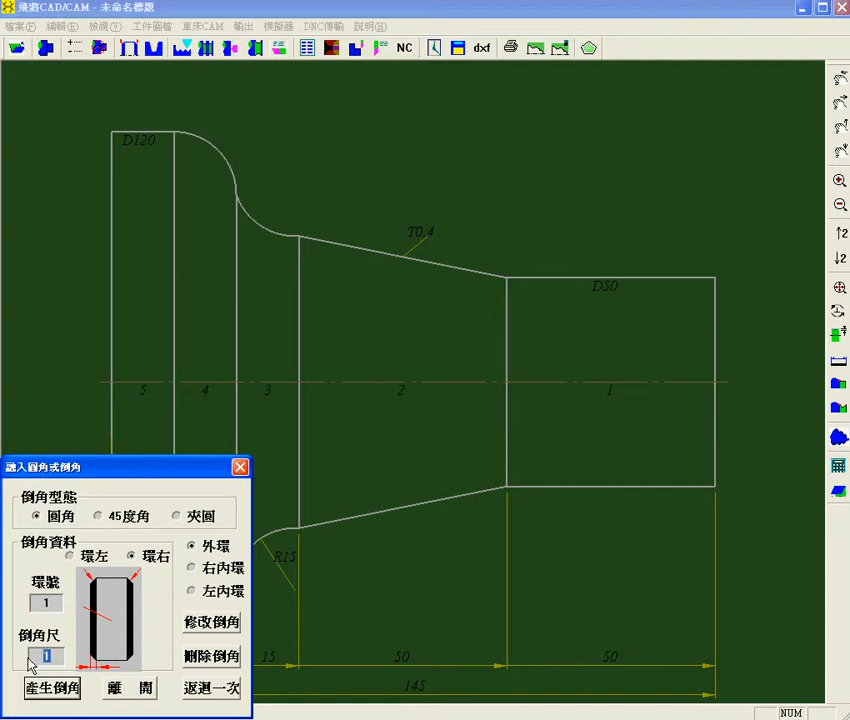 飛將CAD/CAM - 未命名標題
檔案(F) 編輯(E) 檢視(V) 工件圖檔 車床CAM 輸出 模擬器 DNC傳輸 說明(H)
NC dxf
D120
T0.4
D50
5 4 3 2 1
R15
15 50 50
145
融入圓角或倒角
倒角型態
圓角 45度角 夾圓
倒角資料
環左 環右
外環
右內環
左內環
環號
1
倒角尺
1
修改倒角
刪除倒角
產生倒角 離 開 返迴一次
↑2
↓2
NUM